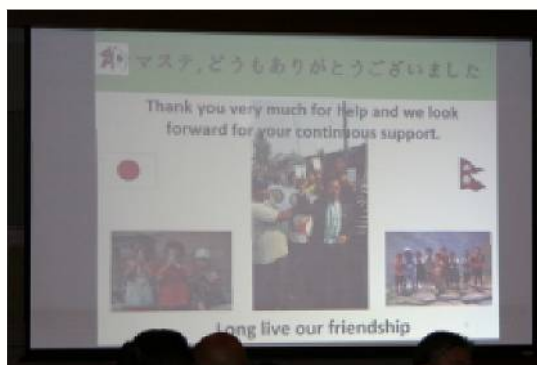 マステ,どうもありがとうございました
Thank you very much for help and we look
forward for your continuous support.
Long live our friendship